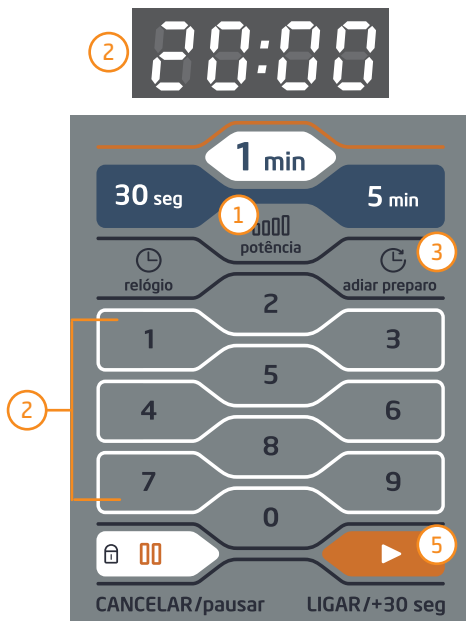 2 20:00
1 min
30 seg 5 min
1
potência
3
relógio adiar preparo
2
1 3
5
2
4 6
8
7 9
0
5
CANCELAR/pausar LIGAR/+30 seg